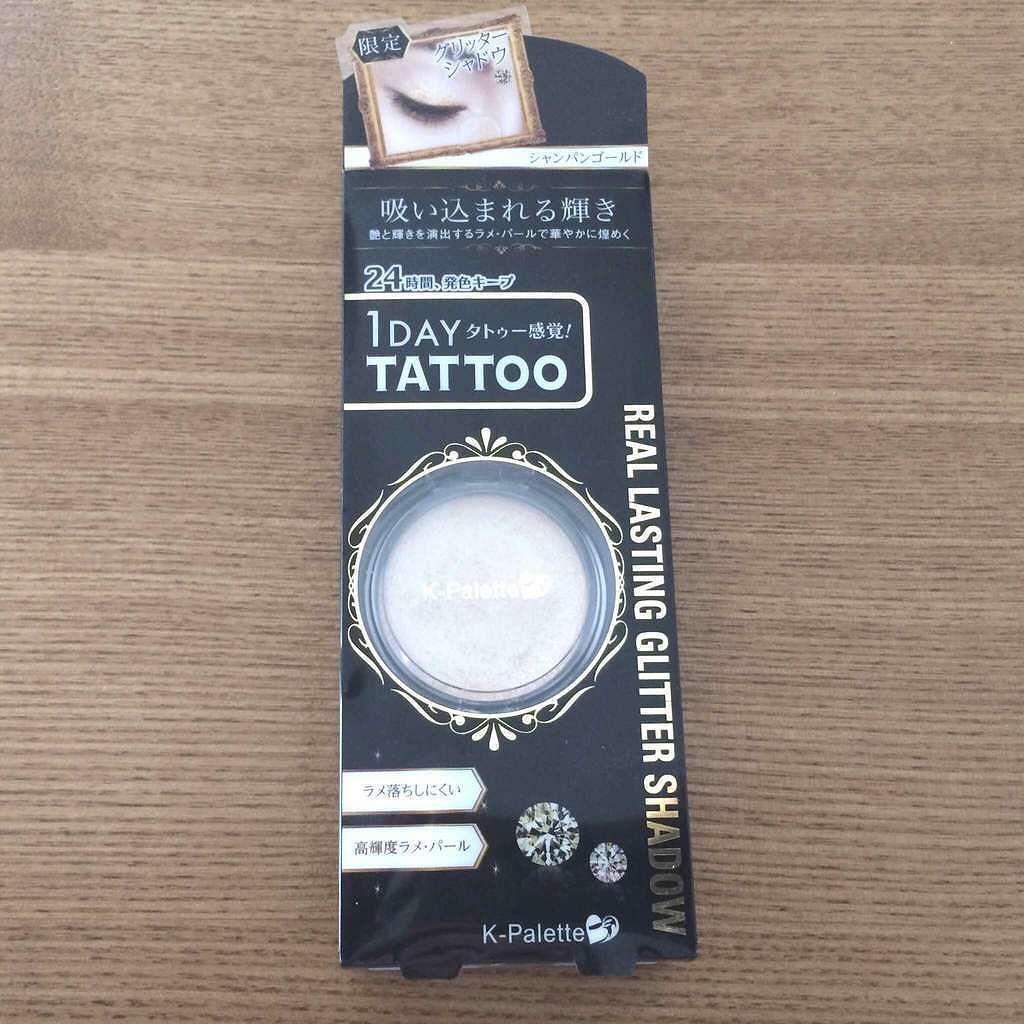 限定
グリッター
シャドウ
シャンパンゴールド
吸い込まれる輝き
艶と輝きを演出するラメ・パールで華やかに煌めく
24時間、発色キープ
1DAY タトゥー感覚!
TATTOO
REAL LASTING GLITTER SHADOW
K-Palette
ラメ落ちしにくい
高輝度ラメ・パール
K-Palette